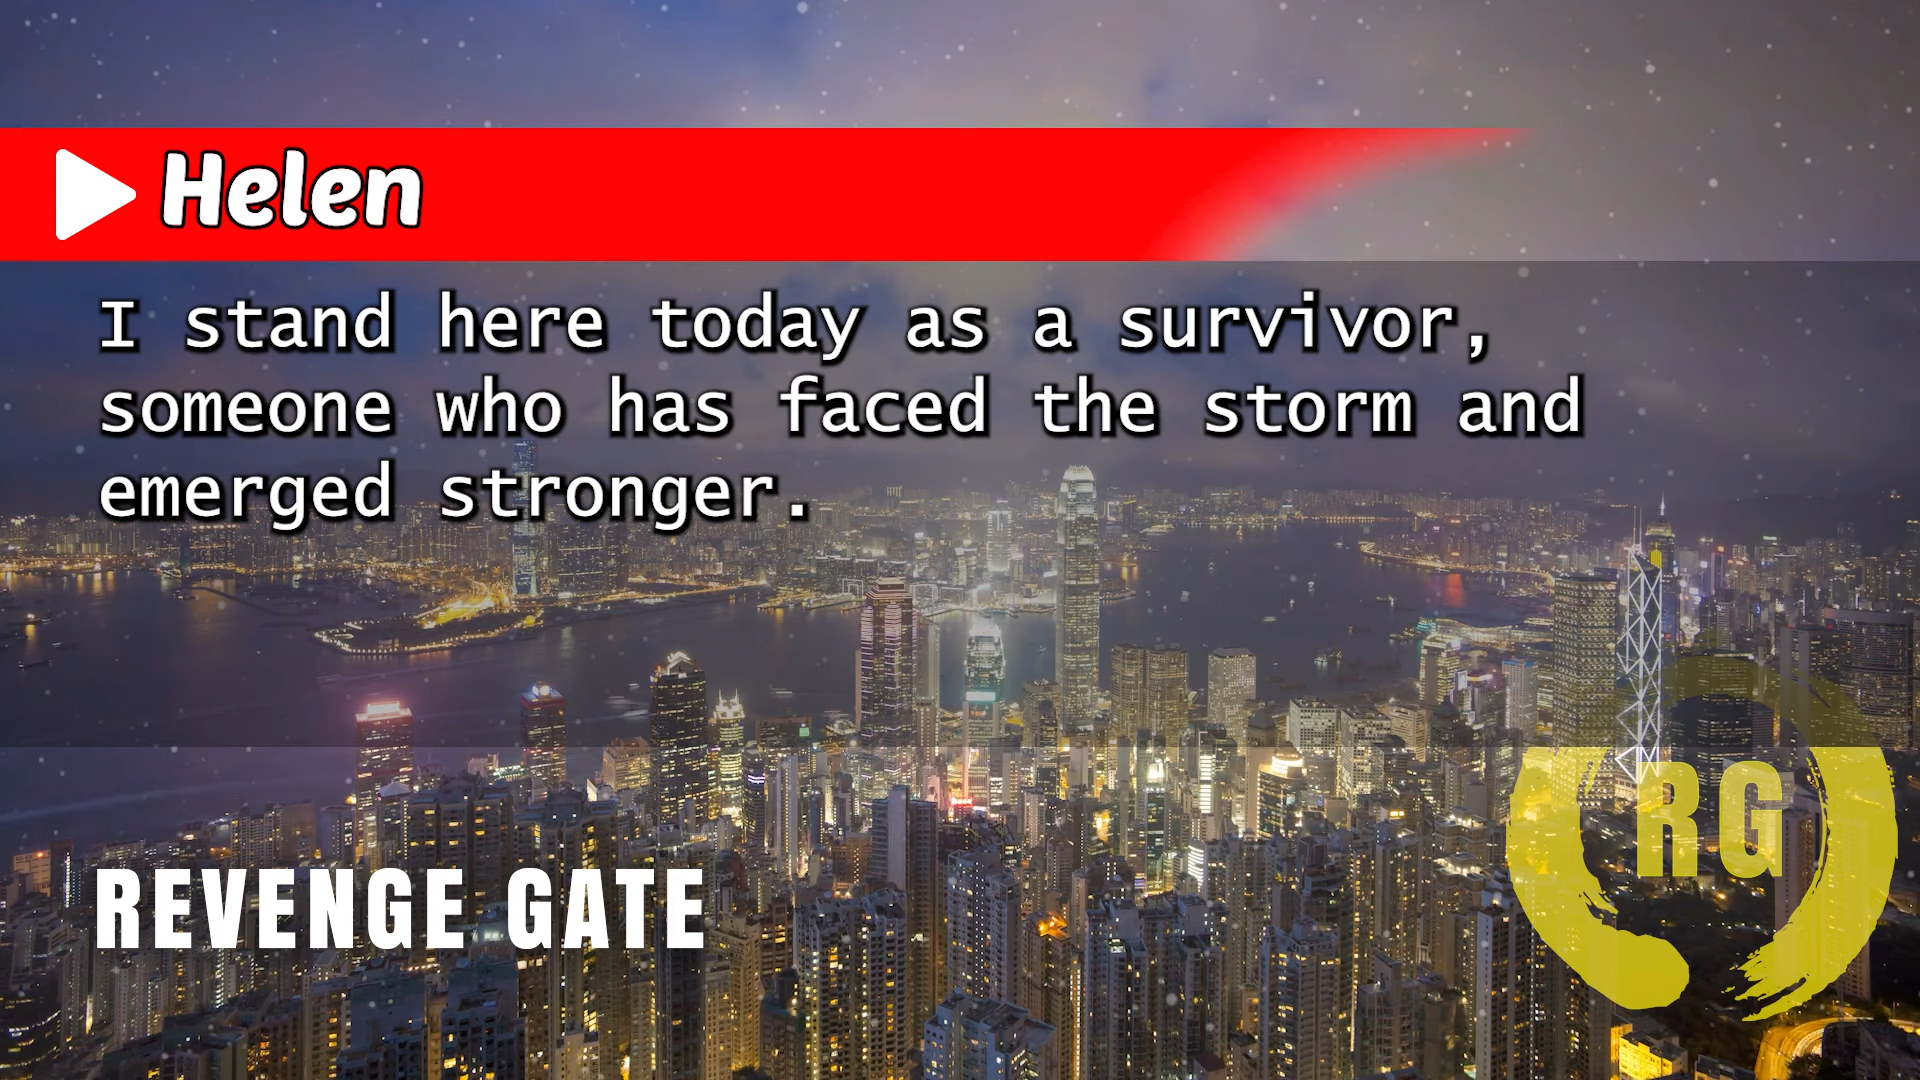 Helen
I stand here today as a survivor,
someone who has faced the storm and
emerged stronger.
RG
REVENGE GATE